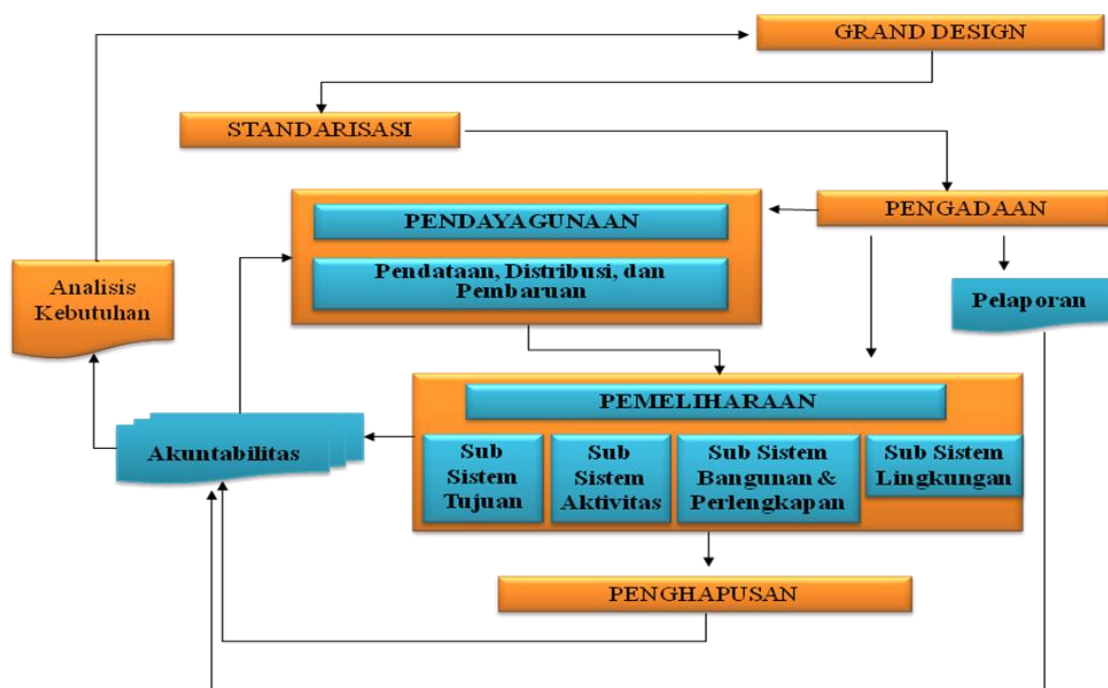 GRAND DESIGN
STANDARISASI
PENGADAAN
PENDAYAGUNAAN
Pendataan, Distribusi, dan
Pembaruan
Analisis
Kebutuhan
Pelaporan
PEMELIHARAAN
Akuntabilitas
Sub
Sistem
Tujuan
Sub
Sistem
Aktivitas
Sub Sistem
Bangunan &
Perlengkapan
Sub Sistem
Lingkungan
PENGHAPUSAN